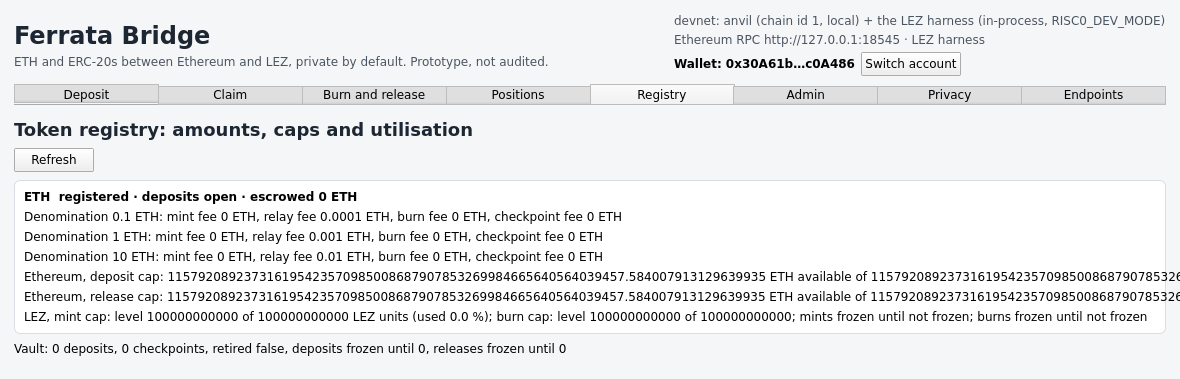 Ferrata Bridge
ETH and ERC-20s between Ethereum and LEZ, private by default. Prototype, not audited.
devnet: anvil (chain id 1, local) + the LEZ harness (in-process, RISC0_DEV_MODE)
Ethereum RPC http://127.0.0.1:18545 · LEZ harness
Wallet: 0x30A61b...c0A486 Switch account
Deposit Claim Burn and release Positions Registry Admin Privacy Endpoints
Token registry: amounts, caps and utilisation
Refresh
ETH registered · deposits open · escrowed 0 ETH
Denomination 0.1 ETH: mint fee 0 ETH, relay fee 0.0001 ETH, burn fee 0 ETH, checkpoint fee 0 ETH
Denomination 1 ETH: mint fee 0 ETH, relay fee 0.001 ETH, burn fee 0 ETH, checkpoint fee 0 ETH
Denomination 10 ETH: mint fee 0 ETH, relay fee 0.01 ETH, burn fee 0 ETH, checkpoint fee 0 ETH
Ethereum, deposit cap: 115792089237316195423570985008687907853269984665640564039457.584007913129639935 ETH available of 11579208923731619542357098500868790785326
Ethereum, release cap: 115792089237316195423570985008687907853269984665640564039457.584007913129639935 ETH available of 11579208923731619542357098500868790785326
LEZ, mint cap: level 100000000000 of 100000000000 LEZ units (used 0.0 %); burn cap: level 100000000000 of 100000000000; mints frozen until not frozen; burns frozen until not frozen
Vault: 0 deposits, 0 checkpoints, retired false, deposits frozen until 0, releases frozen until 0